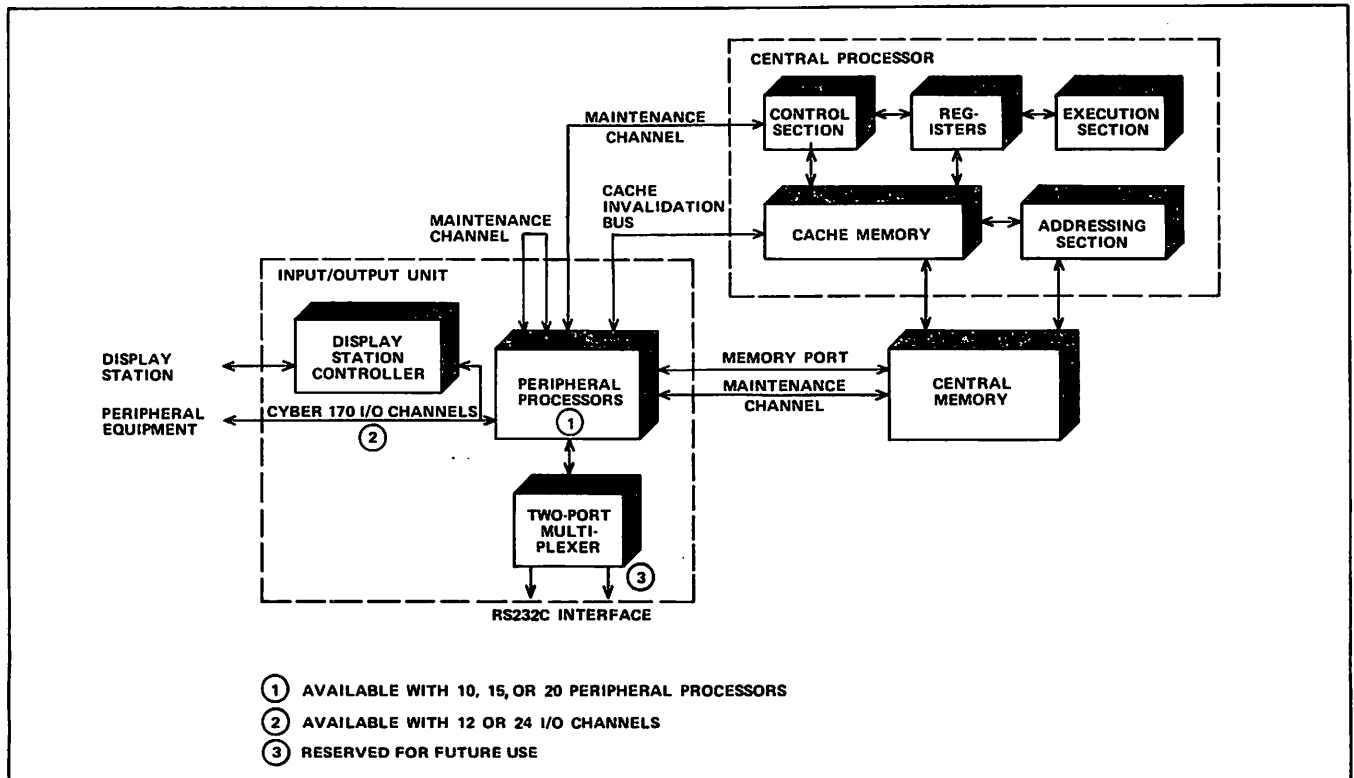 CENTRAL PROCESSOR
MAINTENANCE
CHANNEL
CONTROL
SECTION
REG-
ISTERS
EXECUTION
SECTION
CACHE
INVALIDATION
BUS
MAINTENANCE
CHANNEL
CACHE MEMORY
ADDRESSING
SECTION
INPUT/OUTPUT UNIT
DISPLAY
STATION
DISPLAY
STATION
CONTROLLER
PERIPHERAL
EQUIPMENT
CYBER 170 I/O CHANNELS
2
PERIPHERAL
PROCESSORS
1
MEMORY PORT
MAINTENANCE
CHANNEL
CENTRAL
MEMORY
TWO-PORT
MULTI-
PLEXER
3
RS232C INTERFACE
1 AVAILABLE WITH 10, 15, OR 20 PERIPHERAL PROCESSORS
2 AVAILABLE WITH 12 OR 24 I/O CHANNELS
3 RESERVED FOR FUTURE USE